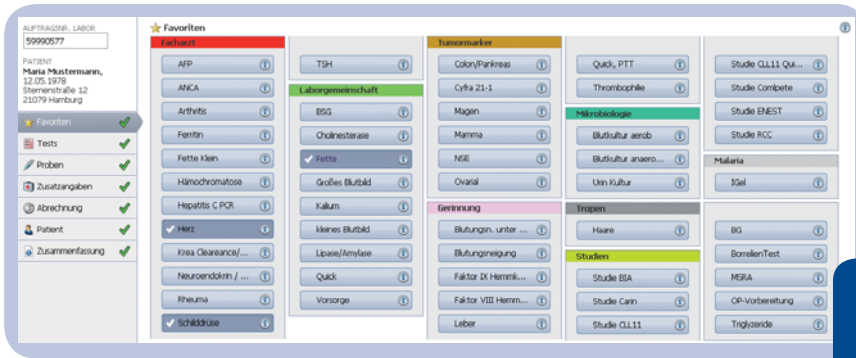 AUFTRAGSNR. LABOR
59990577
PATIENT
Maria Mustermann,
12.05.1978
Sternenstraße 12
21079 Hamburg
Favoriten
Tests
Proben
Zusatzangaben
Abrechnung
Patient
Zusammenfassung
Favoriten
Facharzt
AFP
ANCA
Arthritis
Ferritin
Fette Klein
Hämochromatose
Hepatitis C PCR
Herz
Krea Clearance/...
Neuroendokrin / ...
Rheuma
Schilddrüse
TSH
Laborgemeinschaft
BSG
Cholinesterase
Fette
Großes Blutbild
Kalium
kleines Blutbild
Lipase/Amylase
Quick
Vorsorge
Tumormarker
Colon/Pankreas
Cyfra 21-1
Magen
Mamma
NSE
Ovarial
Gerinnung
Blutungsn. unter ...
Blutungsneigung
Faktor IX Hemmk...
Faktor VIII Hemm...
Leber
Quick, PTT
Thrombophilie
Mikrobiologie
Blutkultur aerob
Blutkultur anaero...
Urin Kultur
Tropen
Haare
Studien
Studie BIA
Studie Carin
Studie CLL11
Studie CLL11 Qui...
Studie Comlpete
Studie ENEST
Studie RCC
Malaria
IGel
BG
BorrelienTest
MSRA
OP-Vorbereitung
Triglyzeride